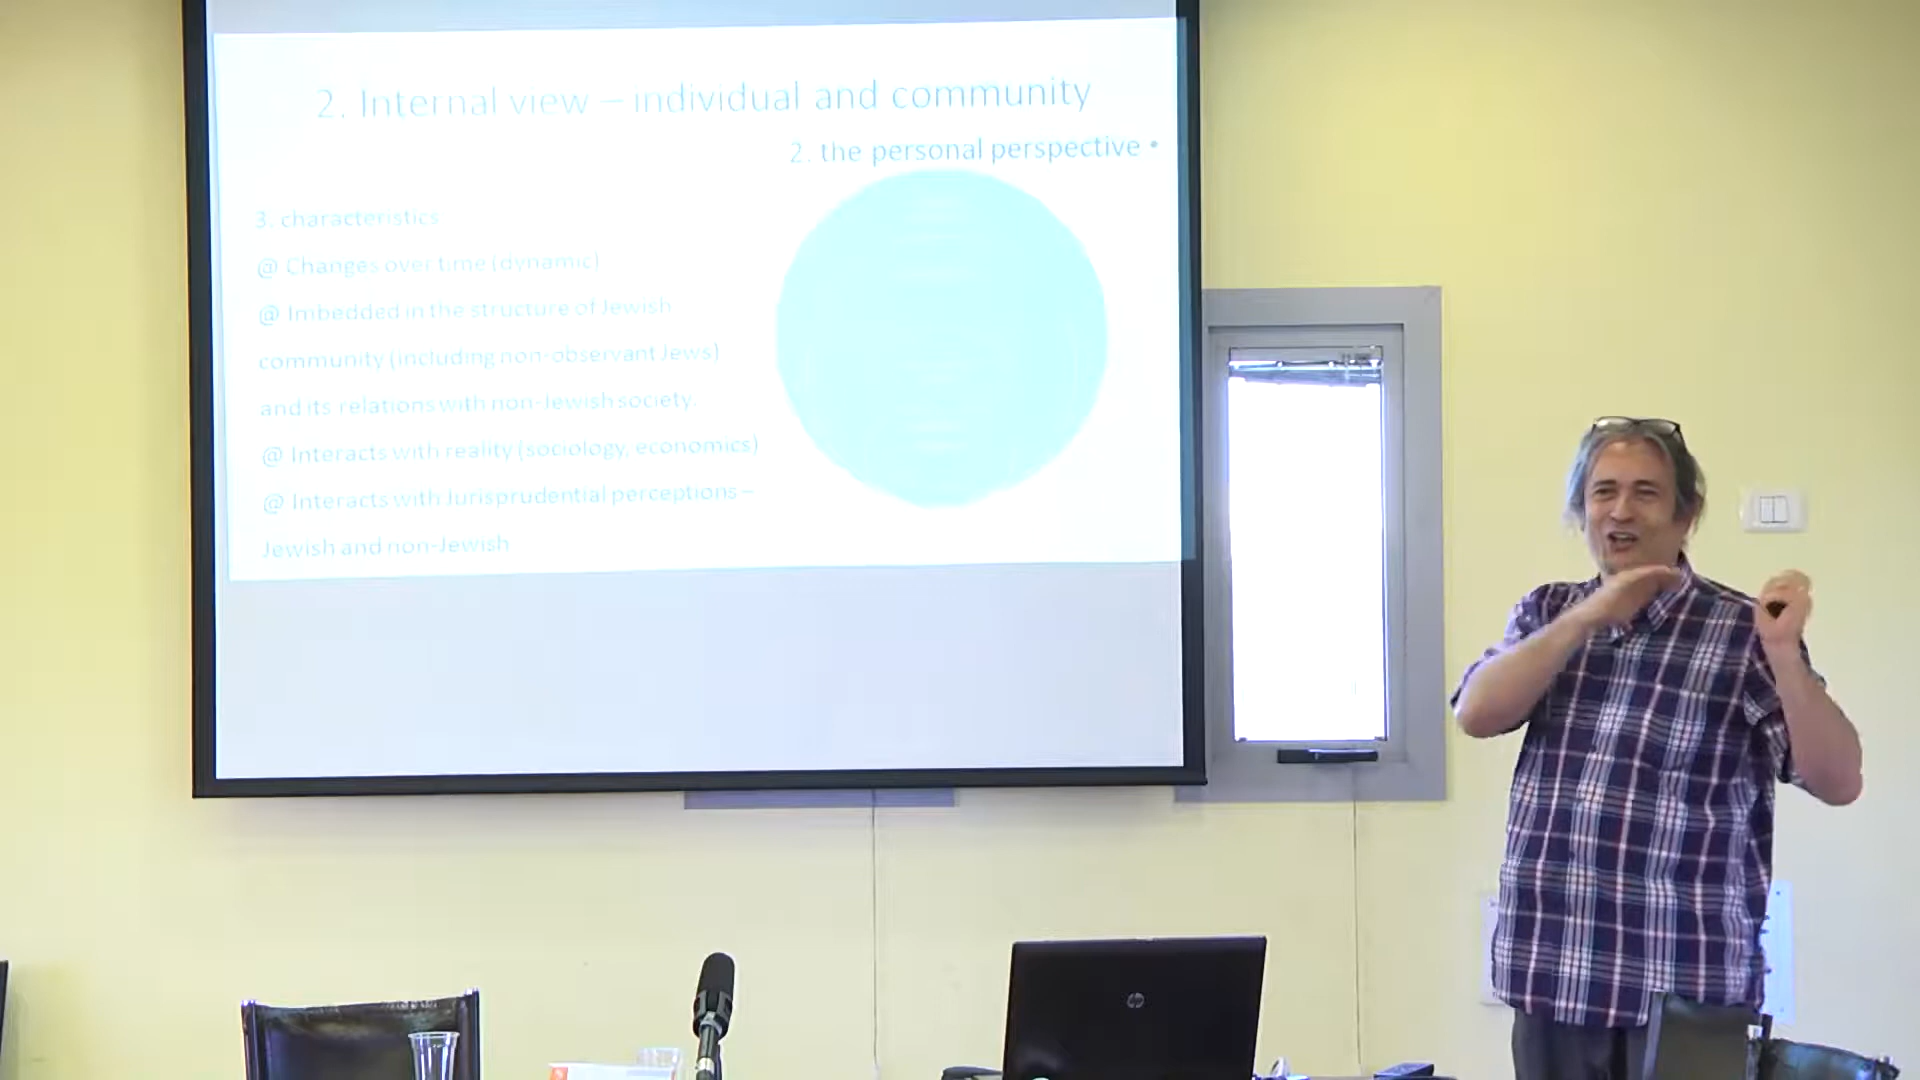 2. Internal view – individual and community
2. the personal perspective •
3. characteristics
@ Changes over time (dynamic)
@ Imbedded in the structure of Jewish
community (including non-observant Jews)
and its relations with non-Jewish society.
@ Interacts with reality (sociology, economics)
@ Interacts with Jurisprudential perceptions –
Jewish and non-Jewish
hp